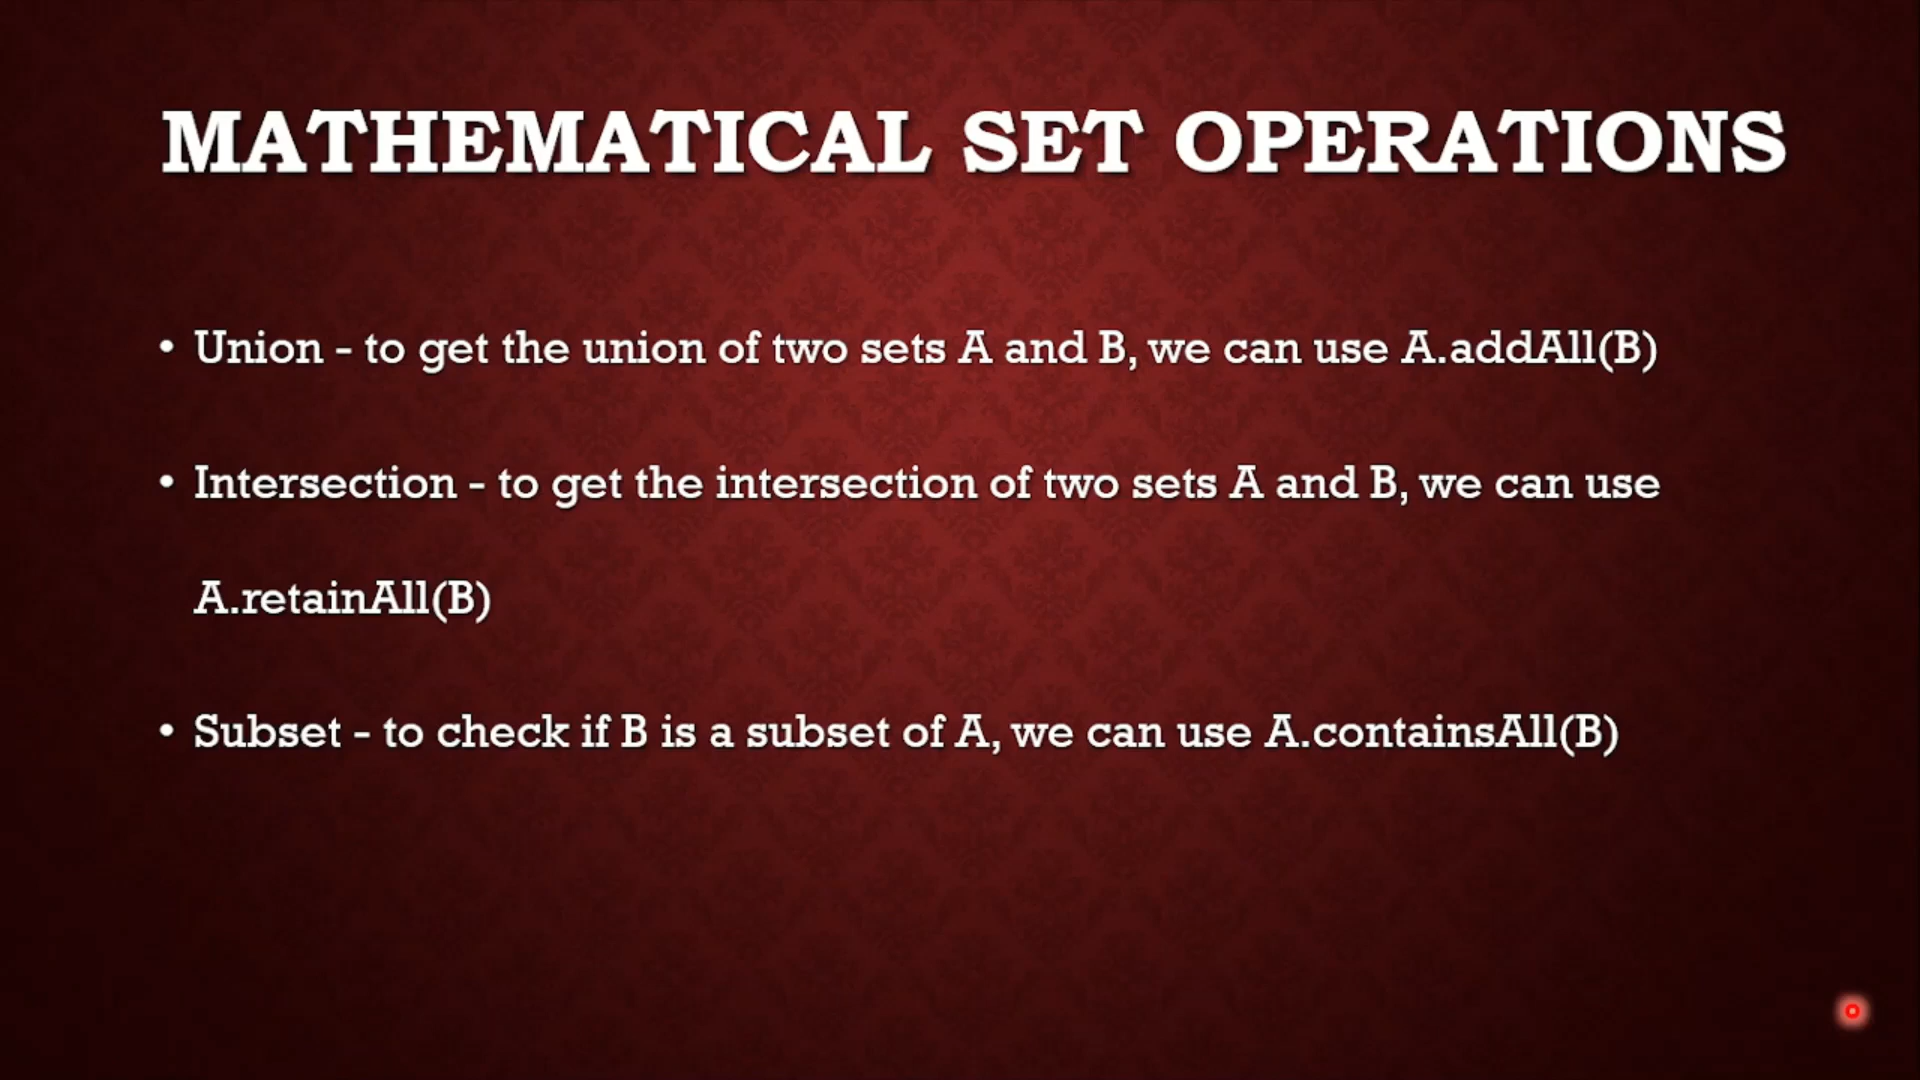 MATHEMATICAL SET OPERATIONS
• Union - to get the union of two sets A and B, we can use A.addAll(B)
• Intersection - to get the intersection of two sets A and B, we can use
A.retainAll(B)
• Subset - to check if B is a subset of A, we can use A.containsAll(B)